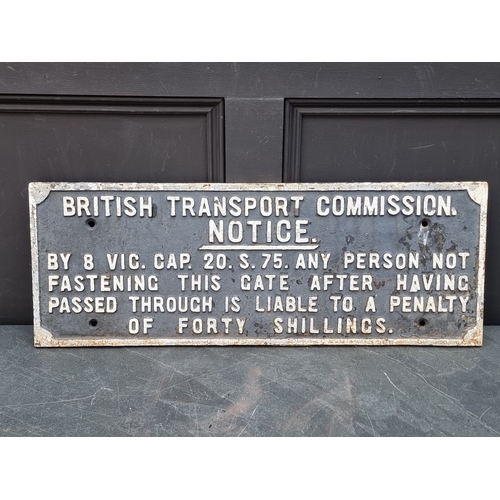 BRITISH TRANSPORT COMMISSION.
NOTICE.
BY 8 VIC. CAP. 20. S. 75. ANY PERSON NOT
FASTENING THIS GATE AFTER HAVING
PASSED THROUGH IS LIABLE TO A PENALTY
OF FORTY SHILLINGS.